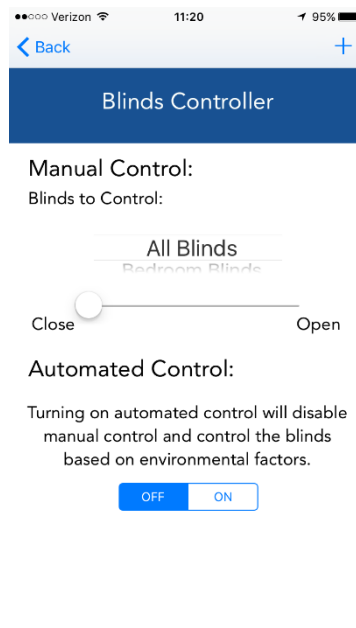 Verizon 11:20 95%
Back +
Blinds Controller
Manual Control:
Blinds to Control:
All Blinds
Bedroom Blinds
Close Open
Automated Control:
Turning on automated control will disable
manual control and control the blinds
based on environmental factors.
OFF ON